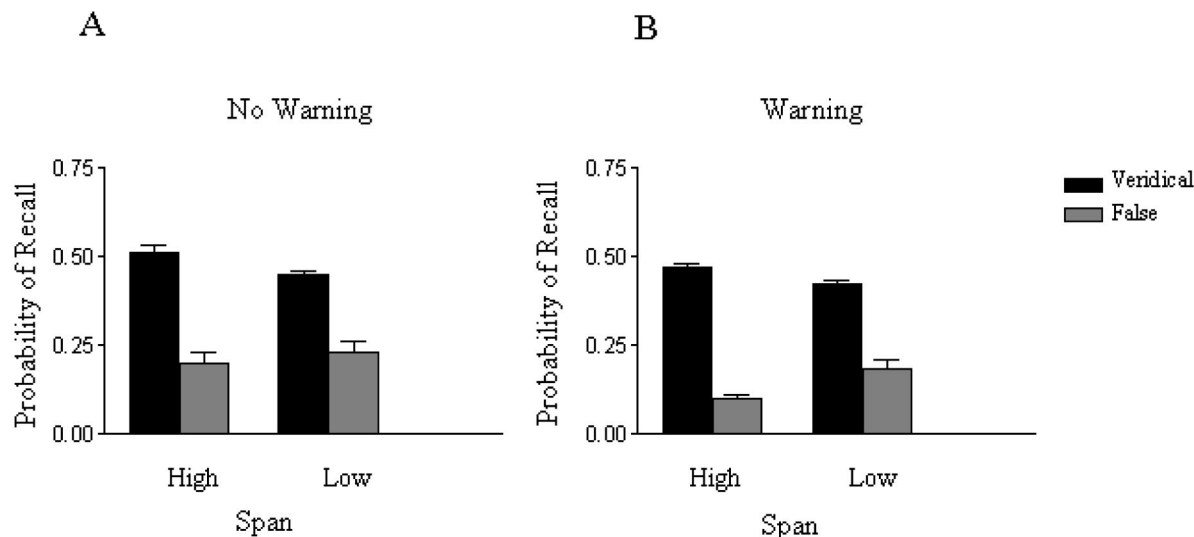 A
No Warning
Probability of Recall
0.75
0.50
0.25
0.00
High Low
Span
B
Warning
Probability of Recall
0.75
0.50
0.25
0.00
High Low
Span
Veridical
False